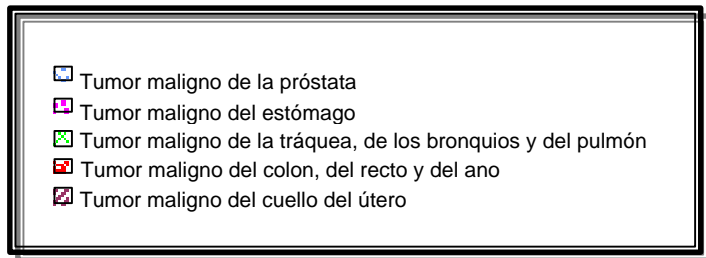 Tumor maligno de la próstata
Tumor maligno del estómago
Tumor maligno de la tráquea, de los bronquios y del pulmón
Tumor maligno del colon, del recto y del ano
Tumor maligno del cuello del útero